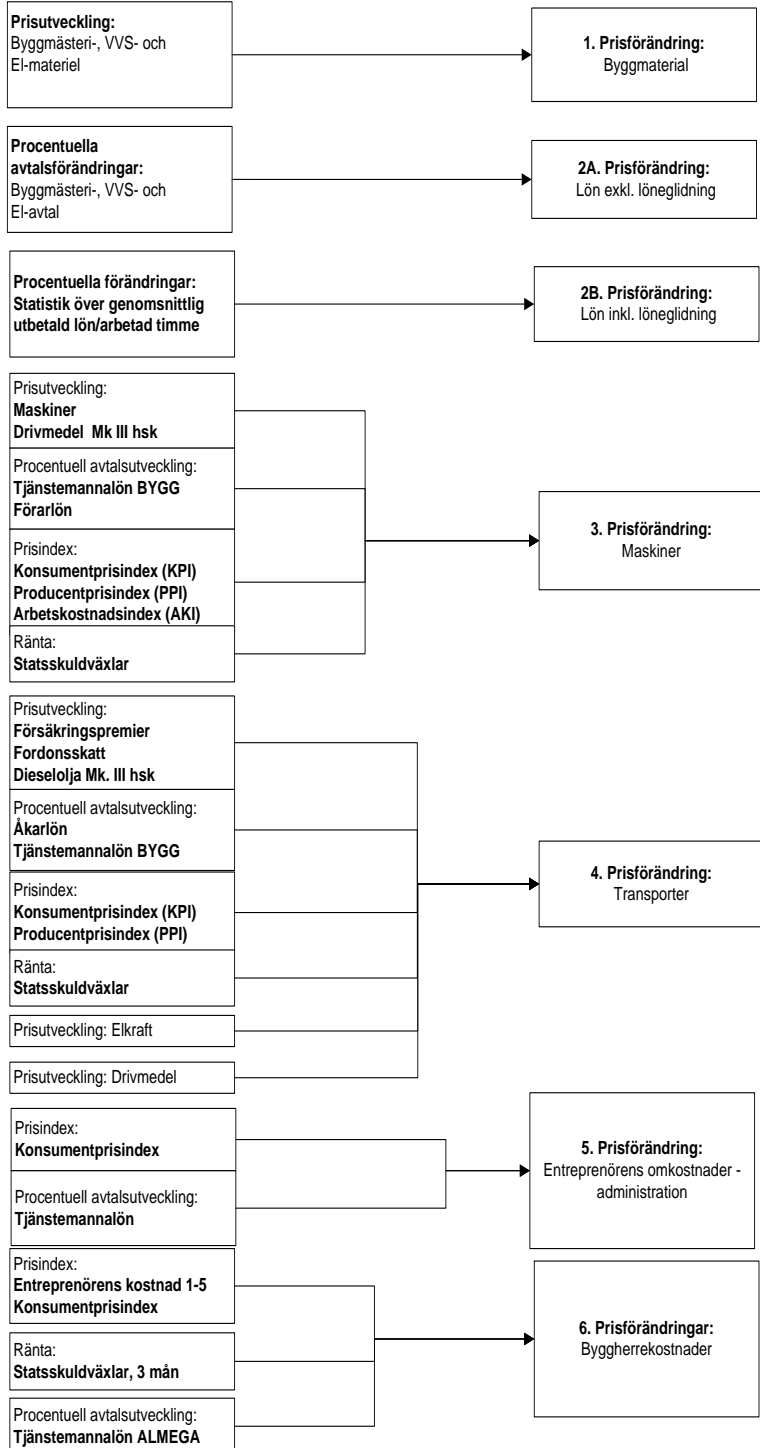 Prisutveckling:
Byggmästeri-, VVS- och
El-materiel
1. Prisförändring:
Byggmaterial
Procentuella
avtalsförändringar:
Byggmästeri-, VVS- och
El-avtal
2A. Prisförändring:
Lön exkl. löneglidning
Procentuella förändringar:
Statistik över genomsnittlig
utbetald lön/arbetad timme
2B. Prisförändring:
Lön inkl. löneglidning
Prisutveckling:
Maskiner
Drivmedel Mk III hsk
Procentuell avtalsutveckling:
Tjänstemannalön BYGG
Förarlön
Prisindex:
Konsumentprisindex (KPI)
Producentprisindex (PPI)
Arbetskostnadsindex (AKI)
Ränta:
Statsskuldväxlar
3. Prisförändring:
Maskiner
Prisutveckling:
Försäkringspremier
Fordonsskatt
Dieselolja Mk. III hsk
Procentuell avtalsutveckling:
Åkarlön
Tjänstemannalön BYGG
Prisindex:
Konsumentprisindex (KPI)
Producentprisindex (PPI)
Ränta:
Statsskuldväxlar
Prisutveckling: Elkraft
Prisutveckling: Drivmedel
4. Prisförändring:
Transporter
Prisindex:
Konsumentprisindex
Procentuell avtalsutveckling:
Tjänstemannalön
5. Prisförändring:
Entreprenörens omkostnader -
administration
Prisindex:
Entreprenörens kostnad 1-5
Konsumentprisindex
Ränta:
Statsskuldväxlar, 3 mån
Procentuell avtalsutveckling:
Tjänstemannalön ALMEGA
6. Prisförändringar:
Byggherrekostnader